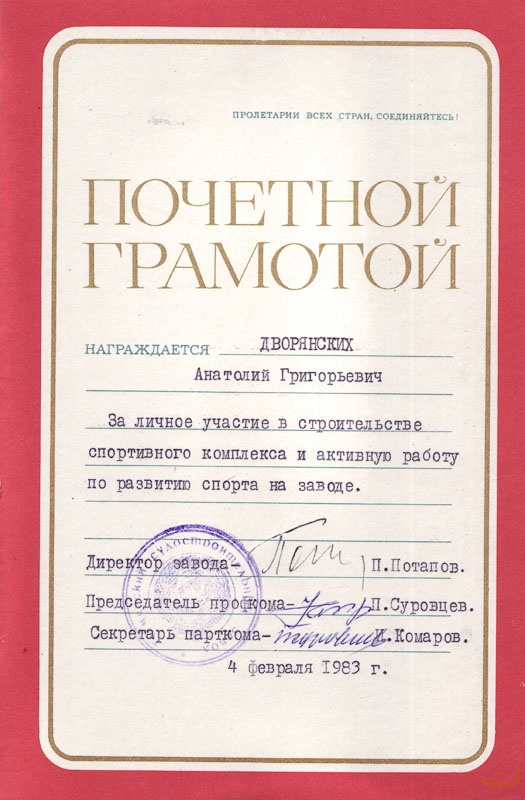 ПРОЛЕТАРИИ ВСЕХ СТРАН, СОЕДИНЯЙТЕСЬ!
ПОЧЕТНОЙ
ГРАМОТОЙ
НАГРАЖДАЕТСЯ ДВОРЯНСКИХ
Анатолий Григорьевич
За личное участие в строительстве
спортивного комплекса и активную работу
по развитию спорта на заводе.
Директор завода- П.Потапов.
Председатель профкома- П.Суровцев.
Секретарь парткома- Комаров.
4 февраля 1983 г.